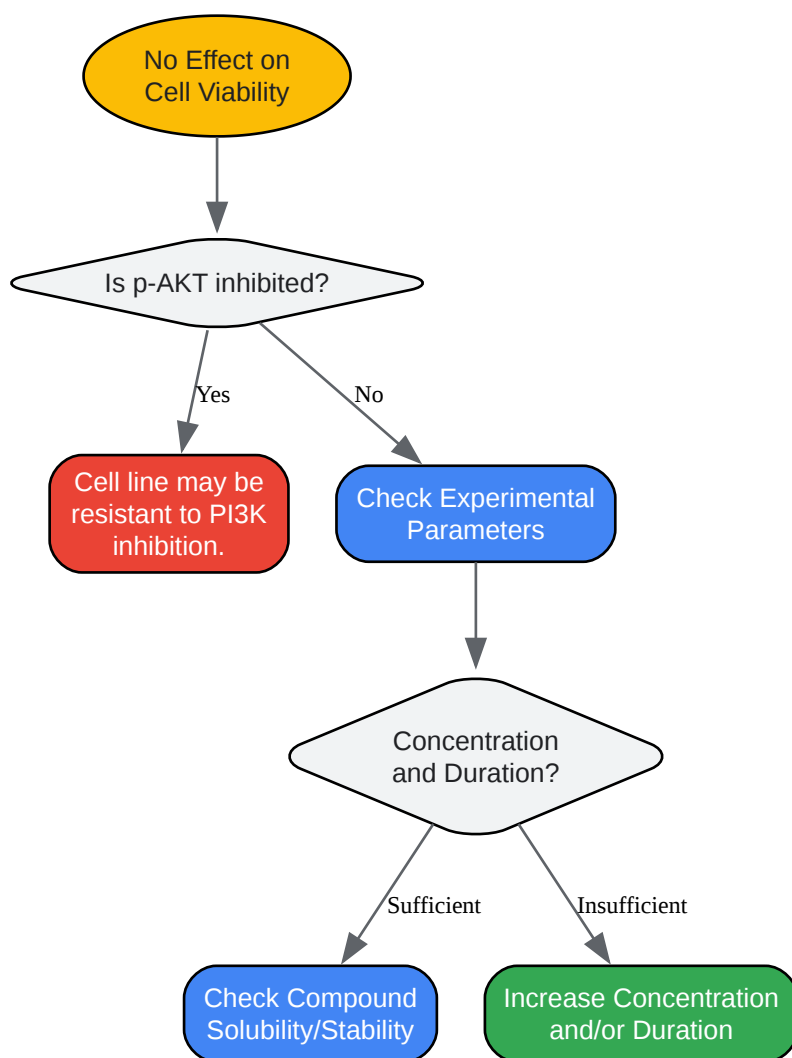 No Effect on
Cell Viability
Is p-AKT inhibited?
Yes
No
Cell line may be
resistant to PI3K
inhibition.
Check Experimental
Parameters
Concentration
and Duration?
Sufficient
Insufficient
Check Compound
Solubility/Stability
Increase Concentration
and/or Duration